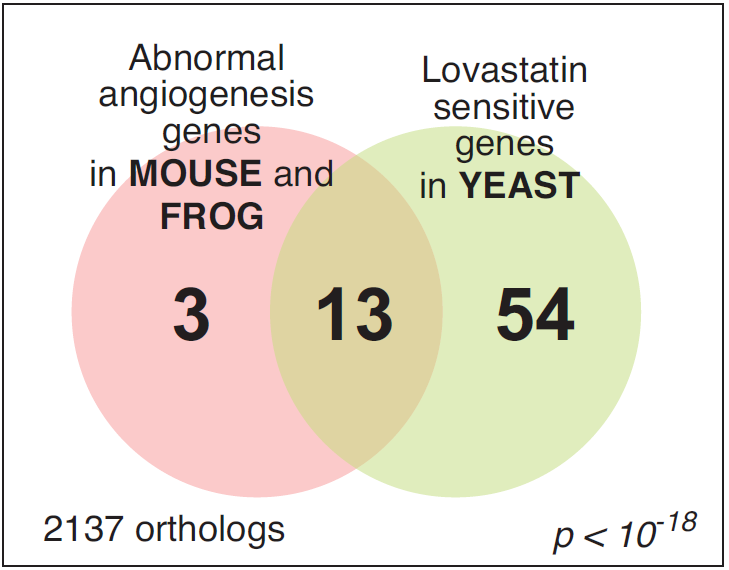 Abnormal
angiogenesis
genes
in MOUSE and
FROG
Lovastatin
sensitive
genes
in YEAST
3
13
54
2137 orthologs
p < 10-18